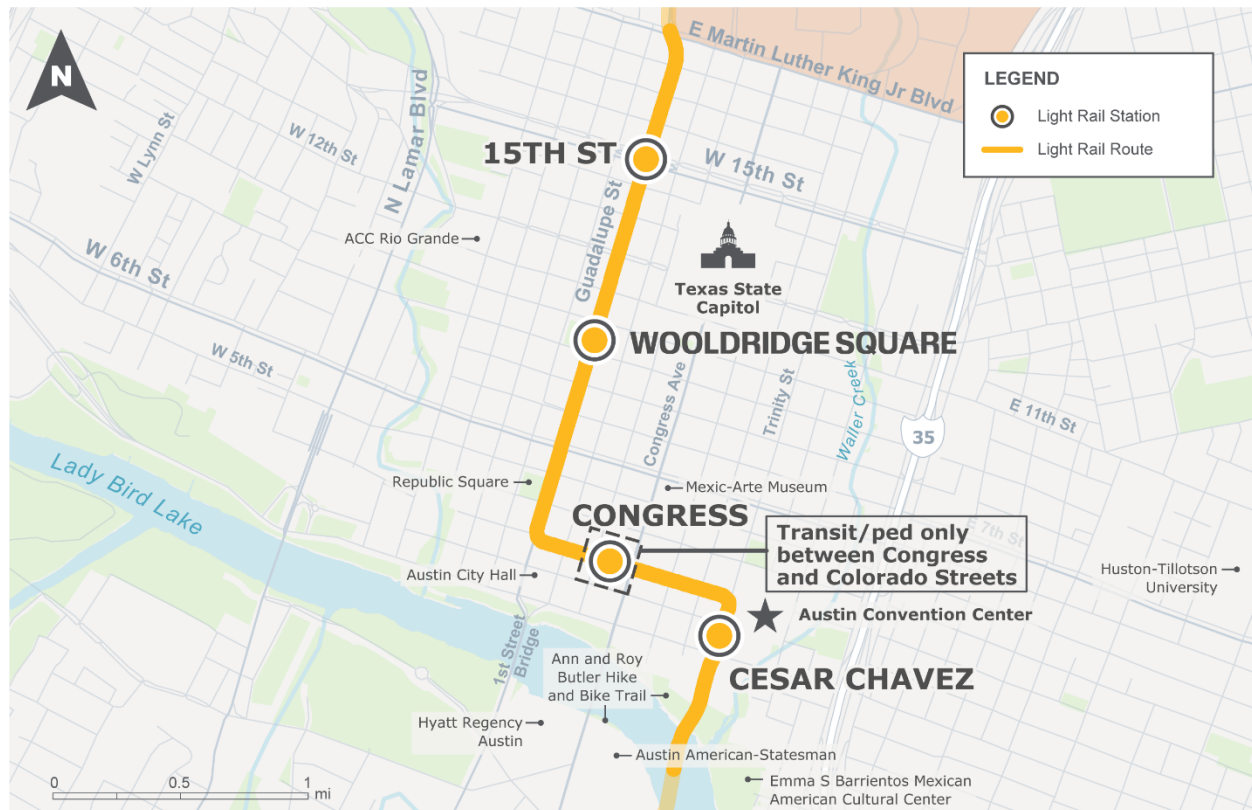 N
E Martin Luther King Jr Blvd
LEGEND
Light Rail Station
Light Rail Route
W Lynn St
W 12th St
N Lamar Blvd
15TH ST
W 15th St
Guadalupe St
ACC Rio Grande
W 6th St
Texas State
Capitol
WOOLDRIDGE SQUARE
W 5th St
Congress Ave
Trinity St
Waller Creek
35
E 11th St
Lady Bird Lake
Republic Square
Mexic-Arte Museum
CONGRESS
E 7th St
Transit/ped only
between Congress
and Colorado Streets
Austin City Hall
Huston-Tillotson
University
Austin Convention Center
1st Street
Bridge
Ann and Roy
Butler Hike
and Bike Trail
CESAR CHAVEZ
Hyatt Regency
Austin
Austin American-Statesman
Emma S Barrientos Mexican
American Cultural Center
0 0.5 1
mi